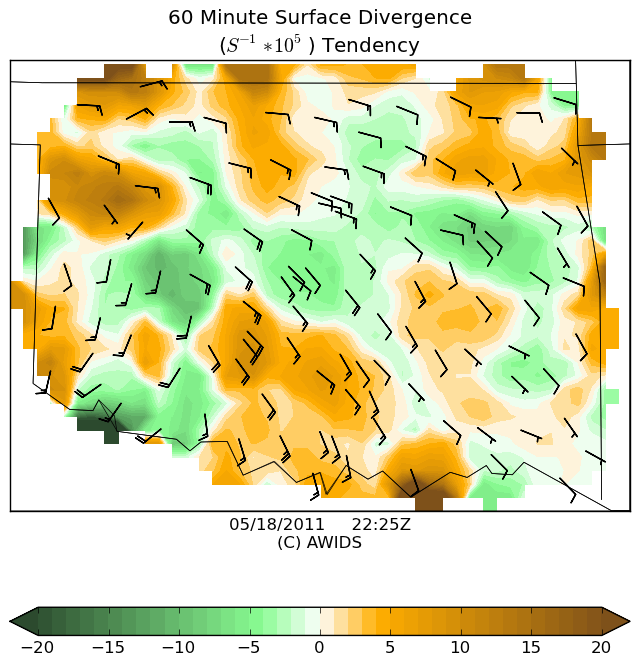 60 Minute Surface Divergence
(S⁻¹ *10⁵ ) Tendency
05/18/2011 22:25Z
(C) AWIDS
−20 −15 −10 −5 0 5 10 15 20